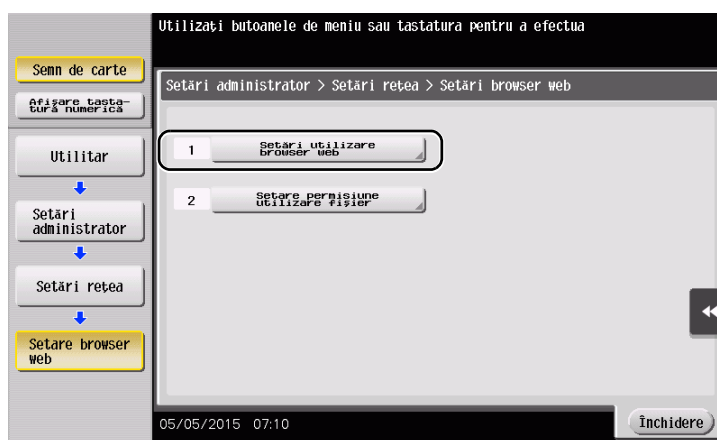 Utilizați butoanele de meniu sau tastatura pentru a efectua
Semn de carte
Afișare tasta-
tură numerică
Setări administrator > Setări rețea > Setări browser web
Utilitar
Setări
administrator
Setări rețea
Setare browser
web
1 Setări utilizare
browser web
2 Setare permisiune
utilizare fișier
05/05/2015 07:10
Închidere